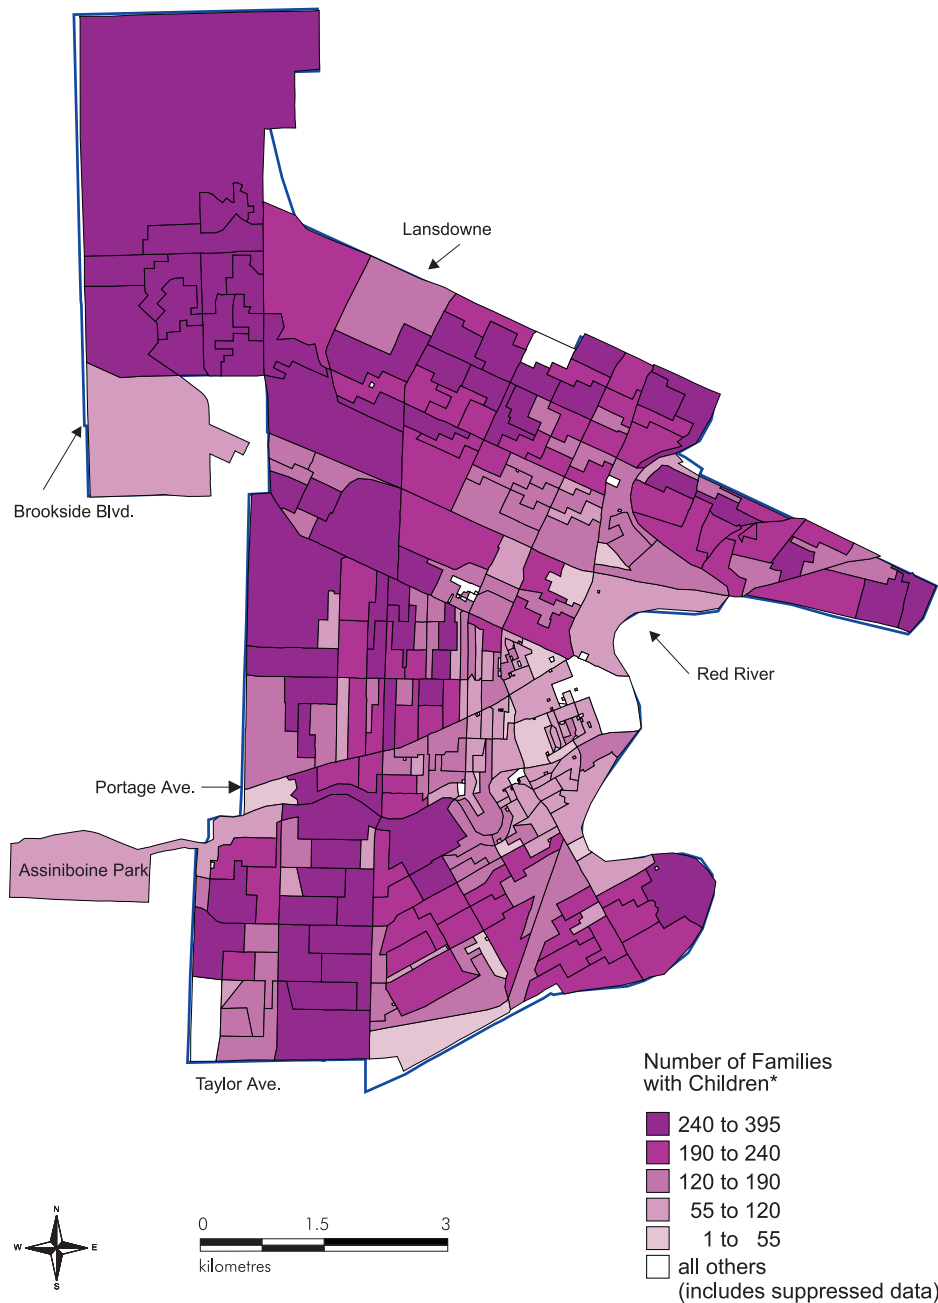 Lansdowne
Brookside Blvd.
Red River
Portage Ave.
Assiniboine Park
Taylor Ave.
Number of Families
with Children*
240 to 395
190 to 240
120 to 190
55 to 120
1 to 55
all others
(includes suppressed data)
N
W E
S
0 1.5 3
kilometres